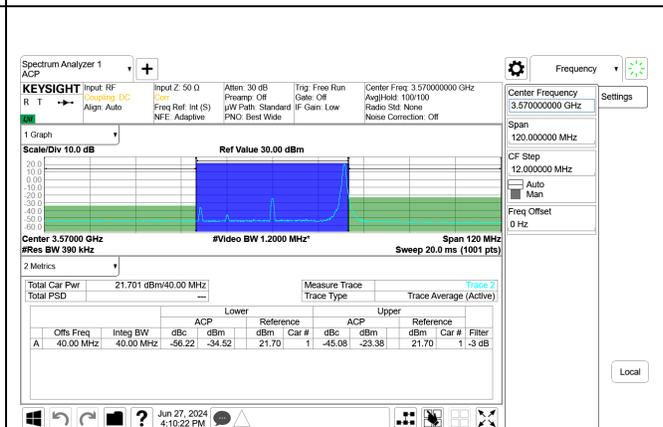 Spectrum Analyzer 1
ACP
Frequency
KEYSIGHT Input: RF Input Z: 50 Ω Atten: 30 dB Trig: Free Run Center Freq: 3.570000000 GHz
R T Coupling: DC Corr Preamp: Off Gate: Off Avg|Hold: 100/100
Align: Auto Freq Ref: Int (S) µW Path: Standard IF Gain: Low Radio Std: None
NFE: Adaptive PNO: Best Wide Noise Correction: Off
Center Frequency
3.570000000 GHz
Settings
Span
120.000000 MHz
CF Step
12.000000 MHz
Auto
Man
Freq Offset
0 Hz
1 Graph
Scale/Div 10.0 dB Ref Value 30.00 dBm
20.0
10.0
0.00
-10.0
-20.0
-30.0
-40.0
-50.0
-60.0
Center 3.57000 GHz #Video BW 1.2000 MHz* Span 120 MHz
#Res BW 390 kHz Sweep 20.0 ms (1001 pts)
2 Metrics
Total Car Pwr 21.701 dBm/40.00 MHz Measure Trace Trace 2
Total PSD --- Trace Type Trace Average (Active)
Lower Upper
ACP Reference ACP Reference
Offs Freq Integ BW dBc dBm dBm Car # dBc dBm dBm Car # Filter
A 40.00 MHz 40.00 MHz -56.22 -34.52 21.70 1 -45.08 -23.38 21.70 1 -3 dB
Local
Jun 27, 2024
4:10:22 PM